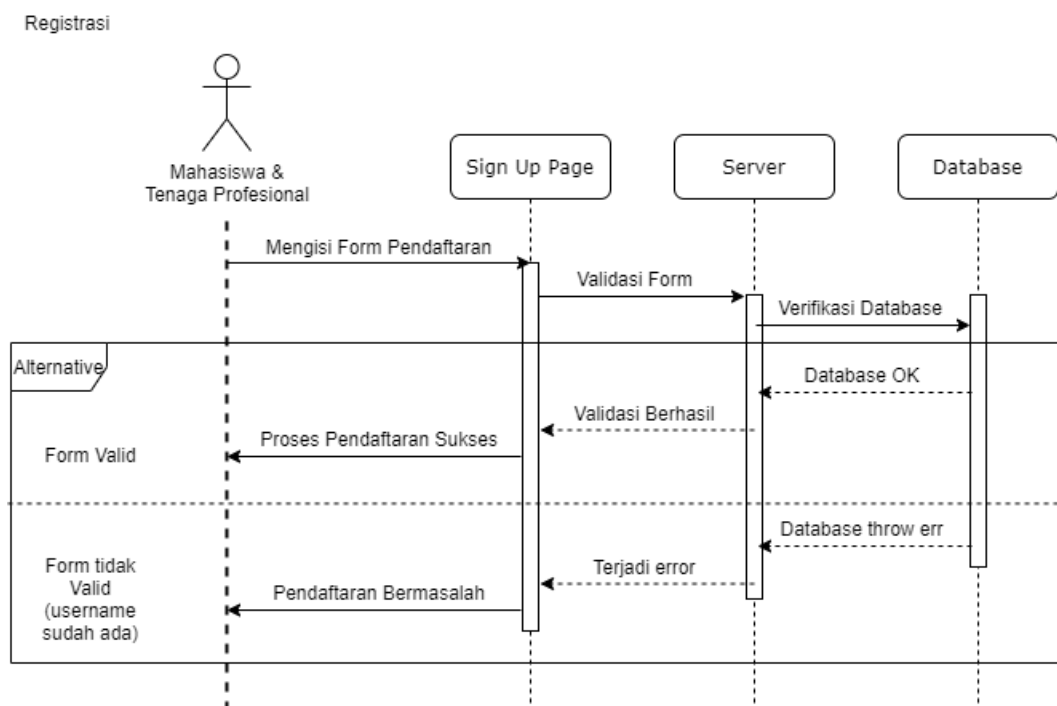 Registrasi
Mahasiswa &
Tenaga Profesional
Sign Up Page
Server
Database
Mengisi Form Pendaftaran
Validasi Form
Verifikasi Database
Alternative
Database OK
Validasi Berhasil
Proses Pendaftaran Sukses
Form Valid
Database throw err
Terjadi error
Pendaftaran Bermasalah
Form tidak
Valid
(username
sudah ada)